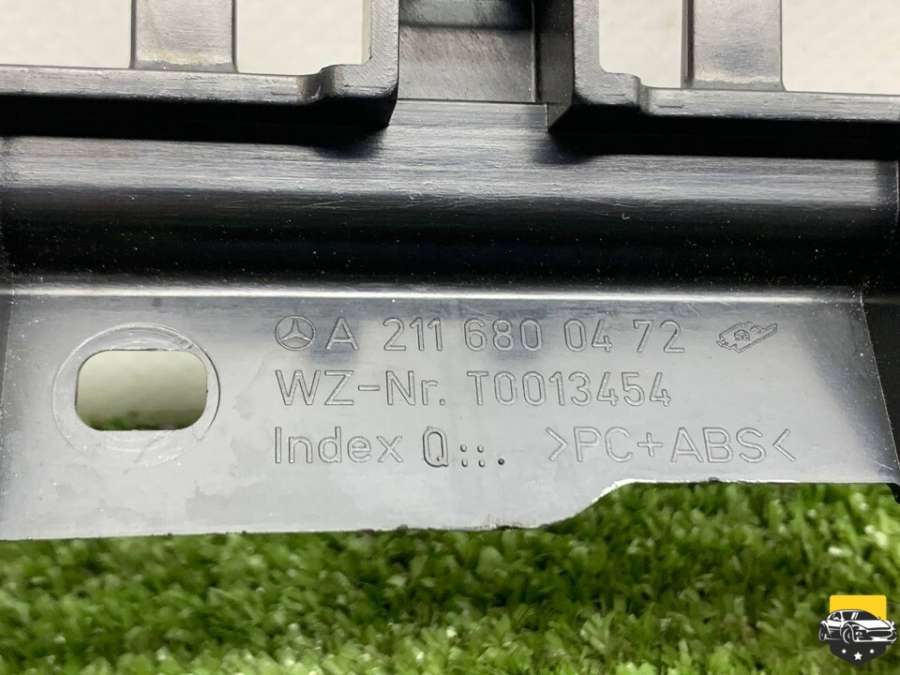 A 211 680 04 72
WZ-Nr. T0013454
Index Q::. >PC+ABS<